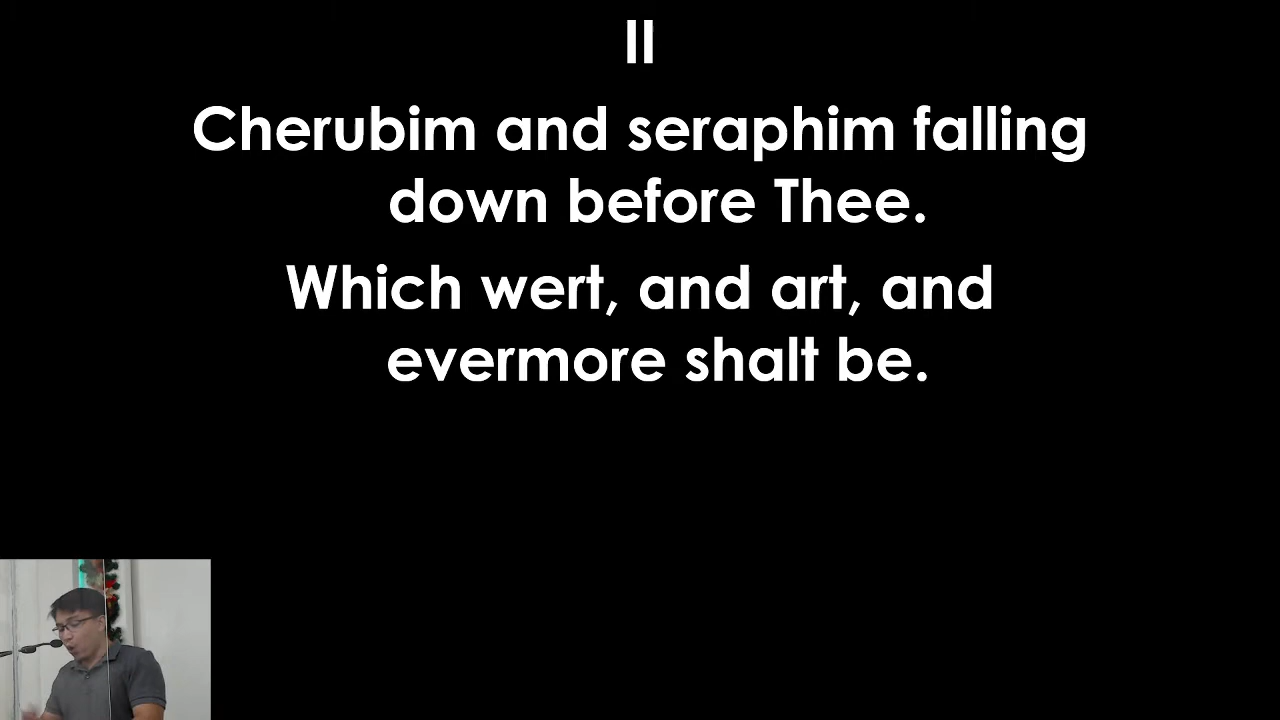 II
Cherubim and seraphim falling
down before Thee.
Which wert, and art, and
evermore shalt be.